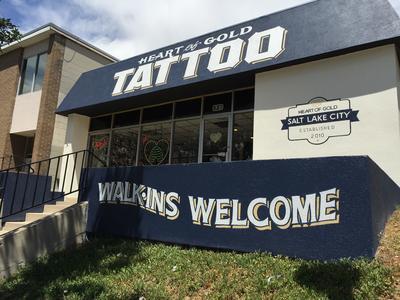 HEART of GOLD
TATTOO
HEART OF GOLD
SALT LAKE CITY
ESTABLISHED
2010
WALK-INS WELCOME